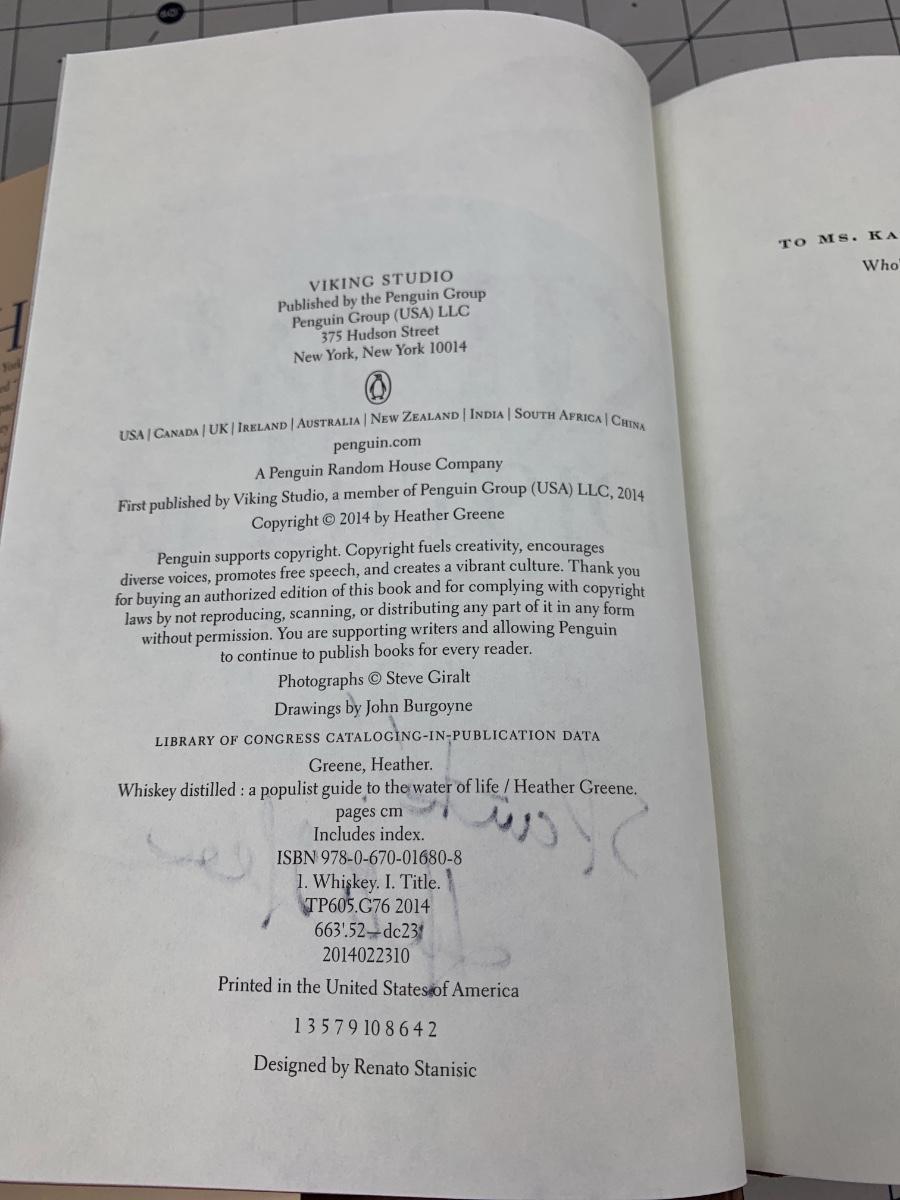 VIKING STUDIO
Published by the Penguin Group
Penguin Group (USA) LLC
375 Hudson Street
New York, New York 10014
USA | CANADA | UK | IRELAND | AUSTRALIA | NEW ZEALAND | INDIA | SOUTH AFRICA | CHINA
penguin.com
A Penguin Random House Company
First published by Viking Studio, a member of Penguin Group (USA) LLC, 2014
Copyright © 2014 by Heather Greene
Penguin supports copyright. Copyright fuels creativity, encourages
diverse voices, promotes free speech, and creates a vibrant culture. Thank you
for buying an authorized edition of this book and for complying with copyright
laws by not reproducing, scanning, or distributing any part of it in any form
without permission. You are supporting writers and allowing Penguin
to continue to publish books for every reader.
Photographs © Steve Giralt
Drawings by John Burgoyne
LIBRARY OF CONGRESS CATALOGING-IN-PUBLICATION DATA
Greene, Heather.
Whiskey distilled : a populist guide to the water of life / Heather Greene.
pages cm
Includes index.
ISBN 978-0-670-01680-8
1. Whiskey. I. Title.
TP605.G76 2014
663'.52—dc23
2014022310
Printed in the United States of America
1 3 5 7 9 10 8 6 4 2
Designed by Renato Stanisic
TO MS. KA
Who'
H
York